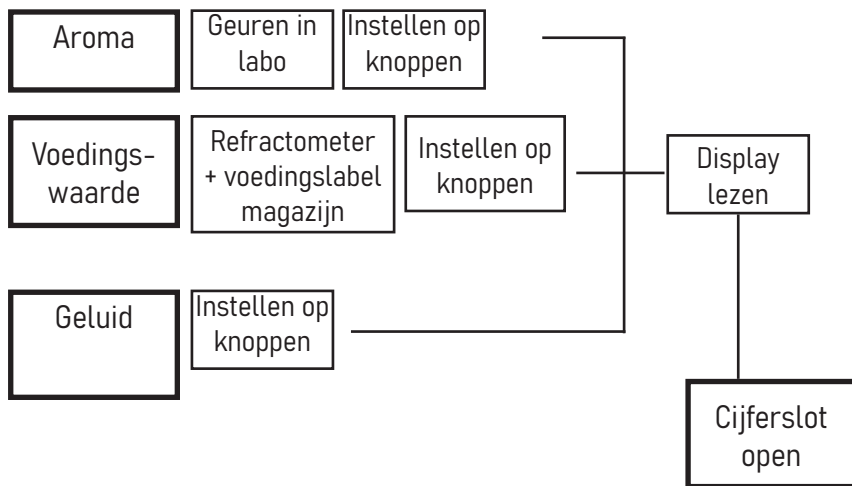 Aroma
Geuren in
labo
Instellen op
knoppen
Voedings-
waarde
Refractometer
+ voedingslabel
magazijn
Instellen op
knoppen
Display
lezen
Geluid
Instellen op
knoppen
Cijferslot
open